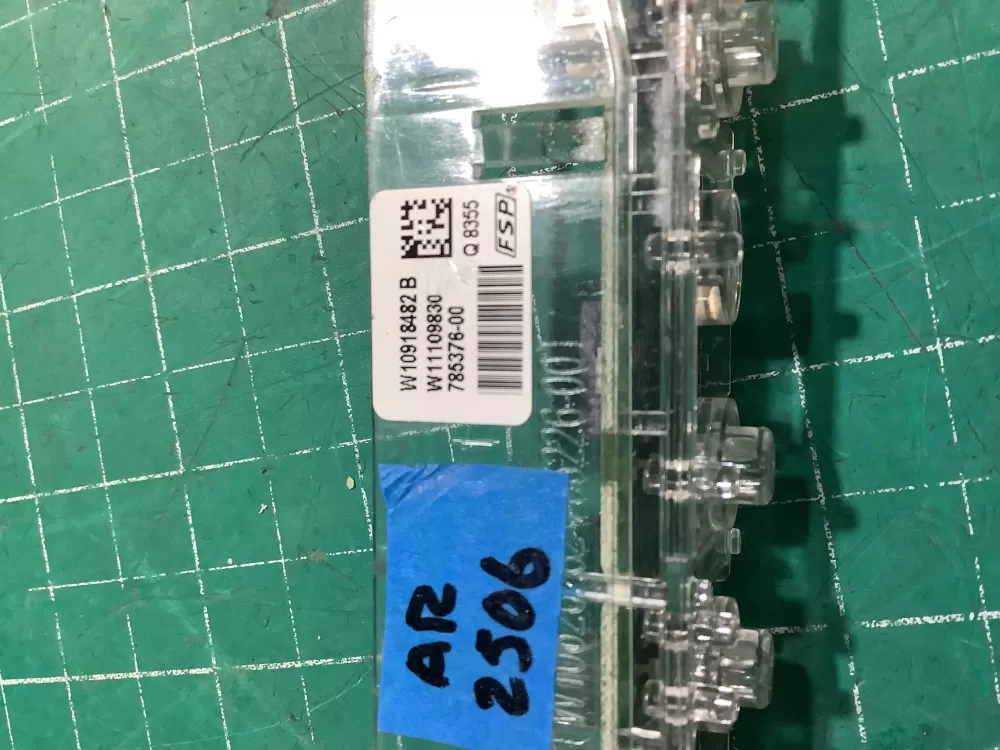 W10918482 B
W11109830
785376-00
Q 8355
FSP
AR
2506